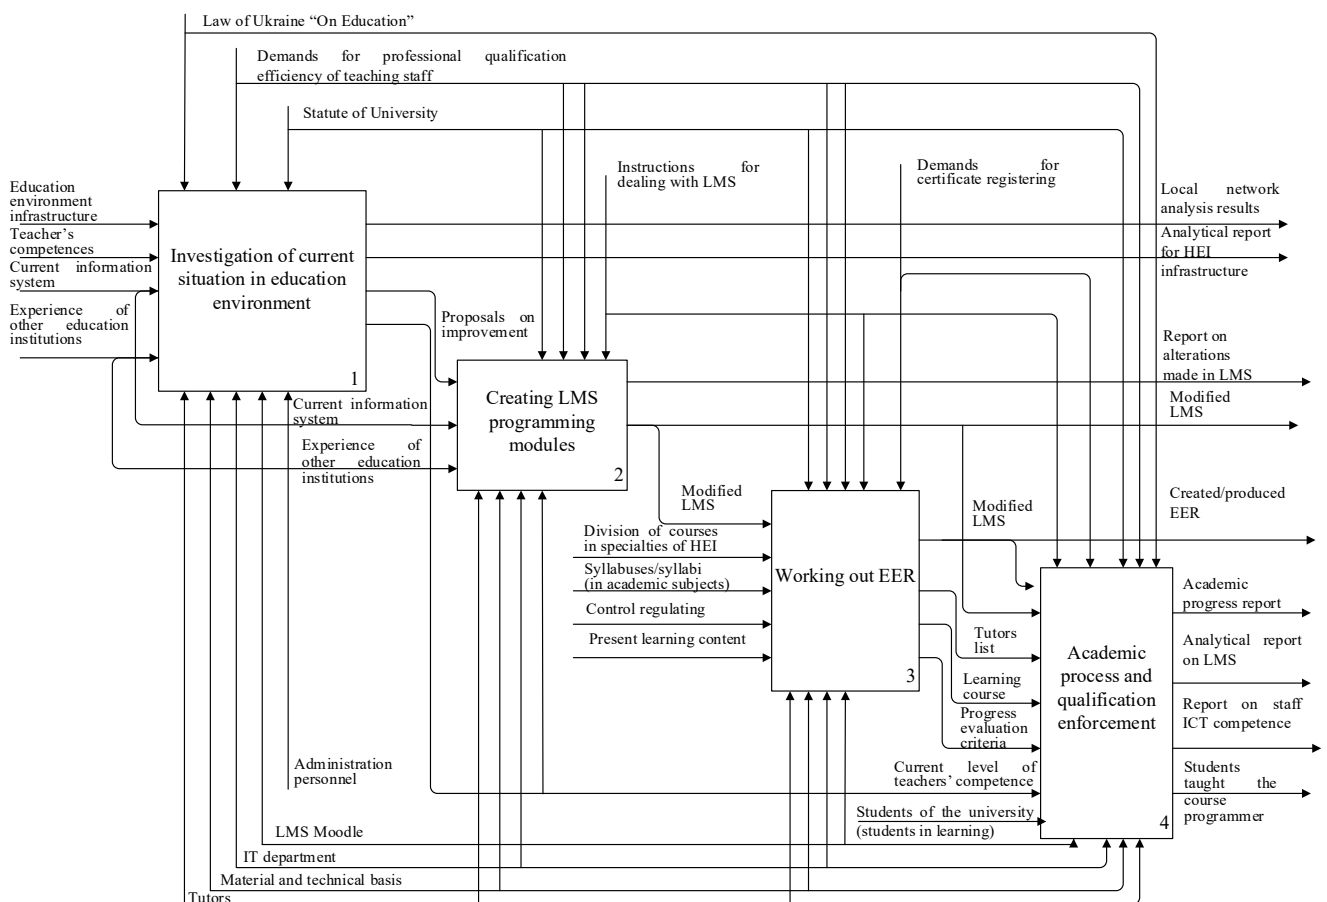 Law of Ukraine “On Education”
Demands for professional qualification
efficiency of teaching staff
Statute of University
Instructions for
dealing with LMS
Demands for
certificate registering
Education
environment
infrastructure
Teacher’s
competences
Current information
system
Experience of
other education
institutions
Investigation of current
situation in education
environment
1
Local network
analysis results
Analytical report
for HEI
infrastructure
Proposals on
improvement
Creating LMS
programming
modules
2
Current information
system
Experience of
other education
institutions
Report on
alterations
made in LMS
Modified
LMS
Modified
LMS
Division of courses
in specialties of HEI
Syllabuses/syllabi
(in academic subjects)
Control regulating
Present learning content
Working out EER
3
Modified
LMS
Created/produced
EER
Tutors
list
Learning
course
Progress
evaluation
criteria
Current level of
teachers’ competence
Students of the university
(students in learning)
Academic
process and
qualification
enforcement
4
Academic
progress report
Analytical report
on LMS
Report on staff
ICT competence
Students
taught the
course
programmer
Administration
personnel
LMS Moodle
IT department
Material and technical basis
Tutors